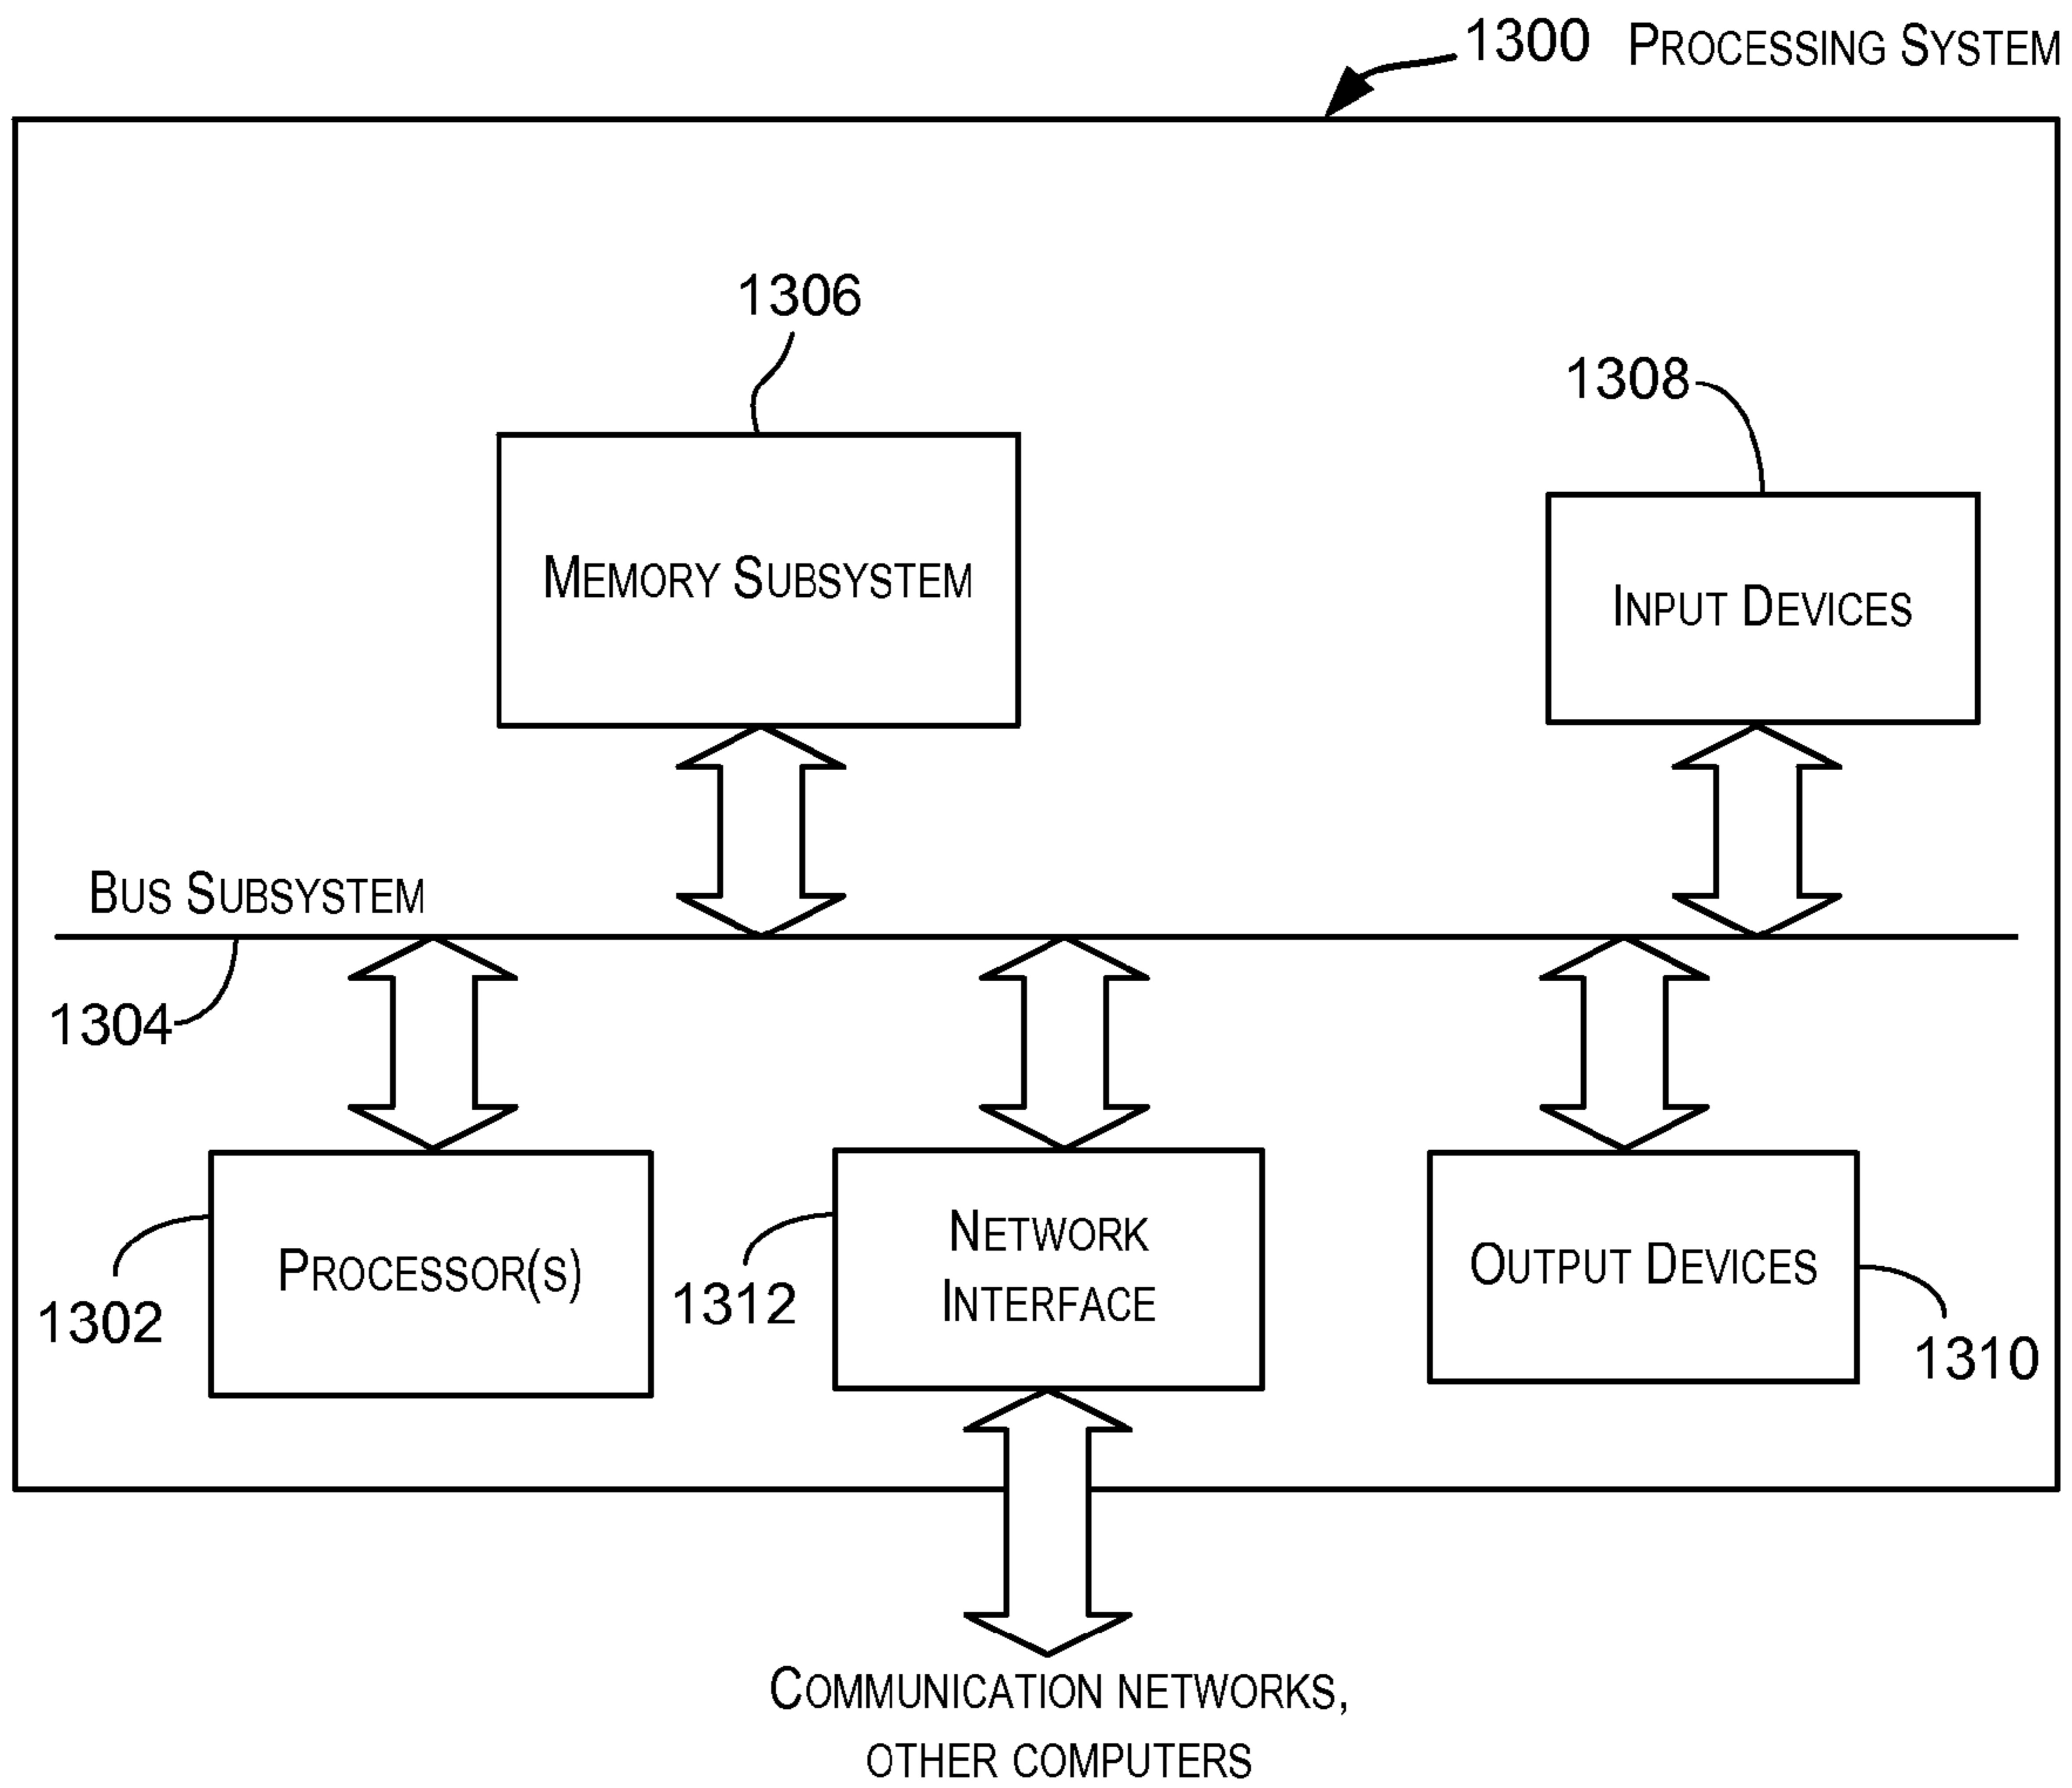 1300 PROCESSING SYSTEM
1306
1308
MEMORY SUBSYSTEM
INPUT DEVICES
BUS SUBSYSTEM
1304
PROCESSOR(S)
1302
NETWORK
INTERFACE
1312
OUTPUT DEVICES
1310
COMMUNICATION NETWORKS,
OTHER COMPUTERS